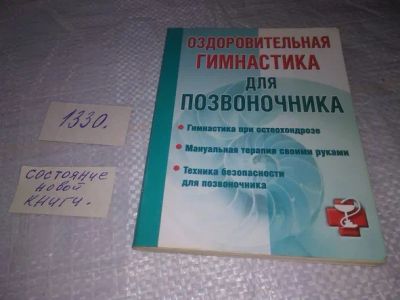 ОЗДОРОВИТЕЛЬНАЯ
ГИМНАСТИКА
ДЛЯ
ПОЗВОНОЧНИКА
• Гимнастика при остеохондрозе
• Мануальная терапия своими руками
• Техника безопасности
для позвоночника
1330.
СОСТОЯНИЕ
НОВОЙ
КНИГИ.